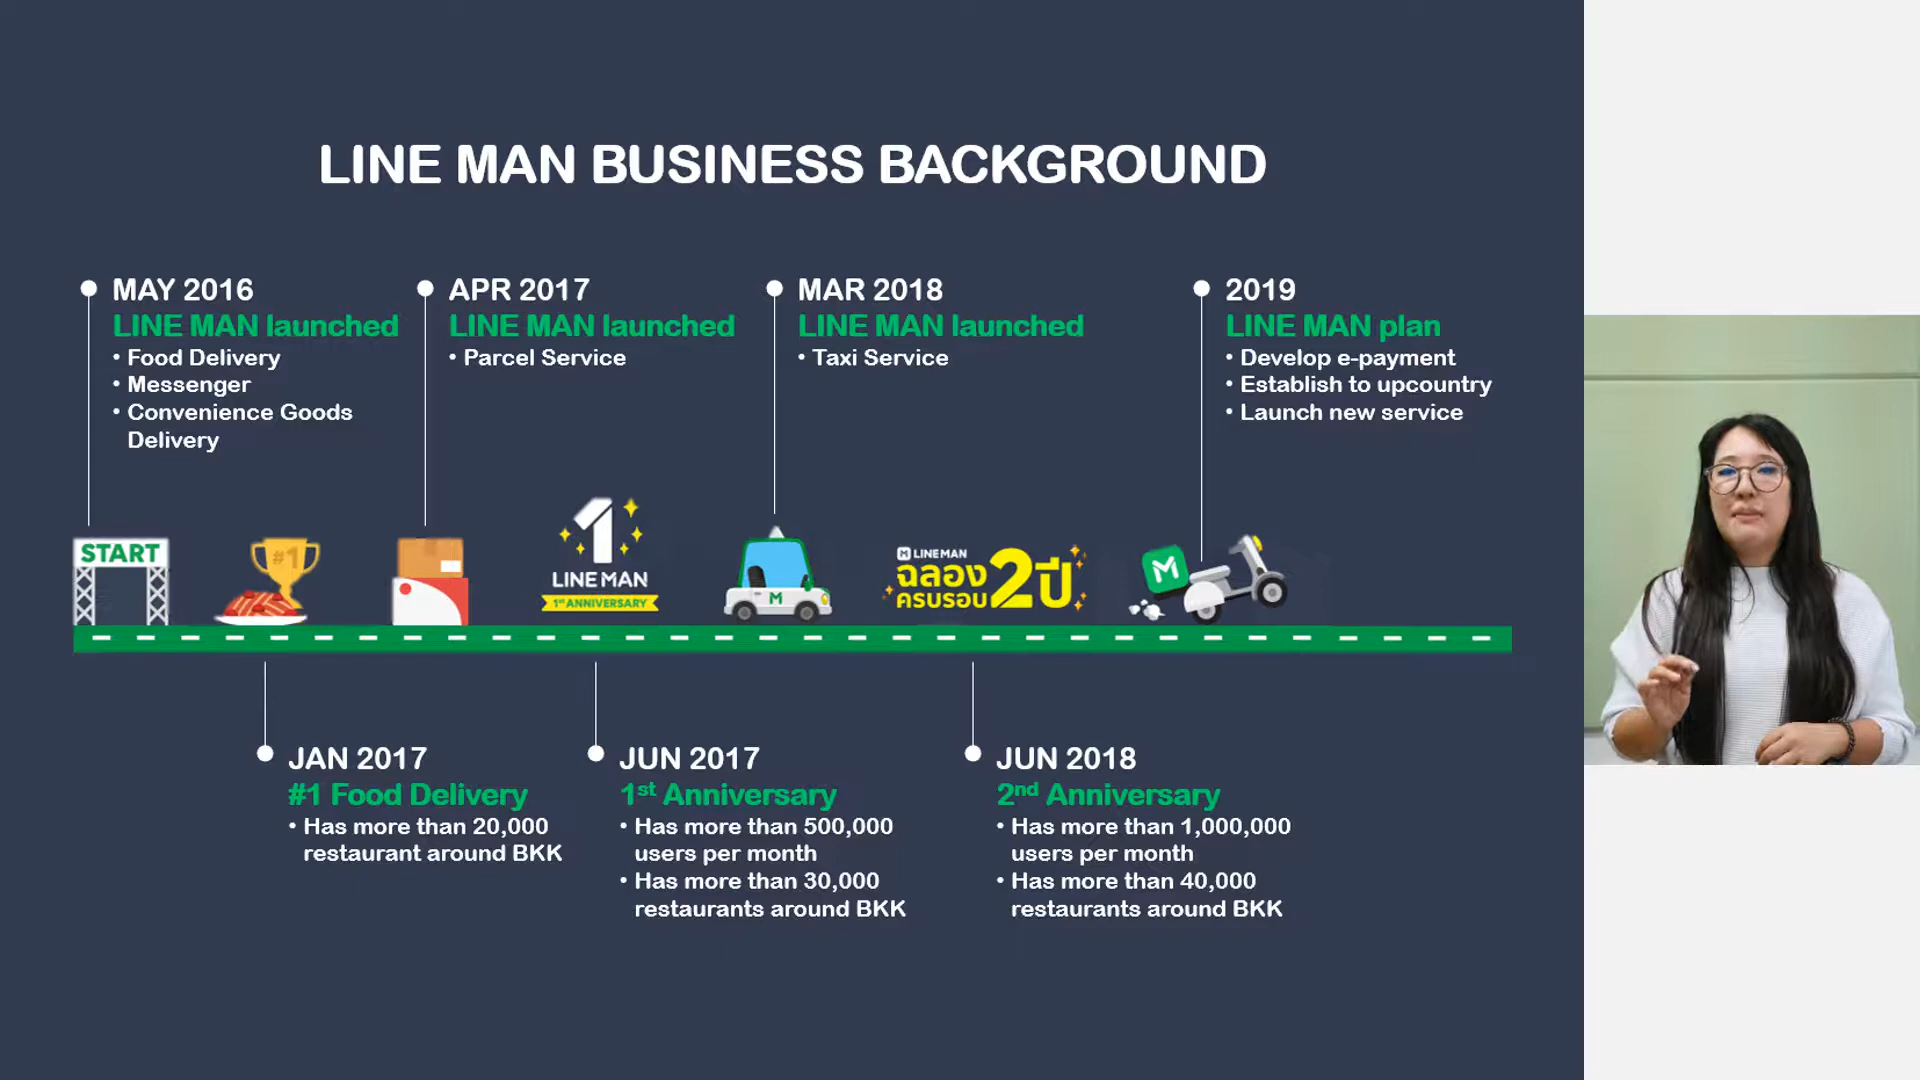 LINE MAN BUSINESS BACKGROUND
MAY 2016
LINE MAN launched
• Food Delivery
• Messenger
• Convenience Goods
Delivery
APR 2017
LINE MAN launched
• Parcel Service
MAR 2018
LINE MAN launched
• Taxi Service
2019
LINE MAN plan
• Develop e-payment
• Establish to upcountry
• Launch new service
START
#1
1
LINE MAN
1ST ANNIVERSARY
M
M LINE MAN
ฉลอง
ครบรอบ 2 ปี
M
JAN 2017
#1 Food Delivery
• Has more than 20,000
restaurant around BKK
JUN 2017
1st Anniversary
• Has more than 500,000
users per month
• Has more than 30,000
restaurants around BKK
JUN 2018
2nd Anniversary
• Has more than 1,000,000
users per month
• Has more than 40,000
restaurants around BKK